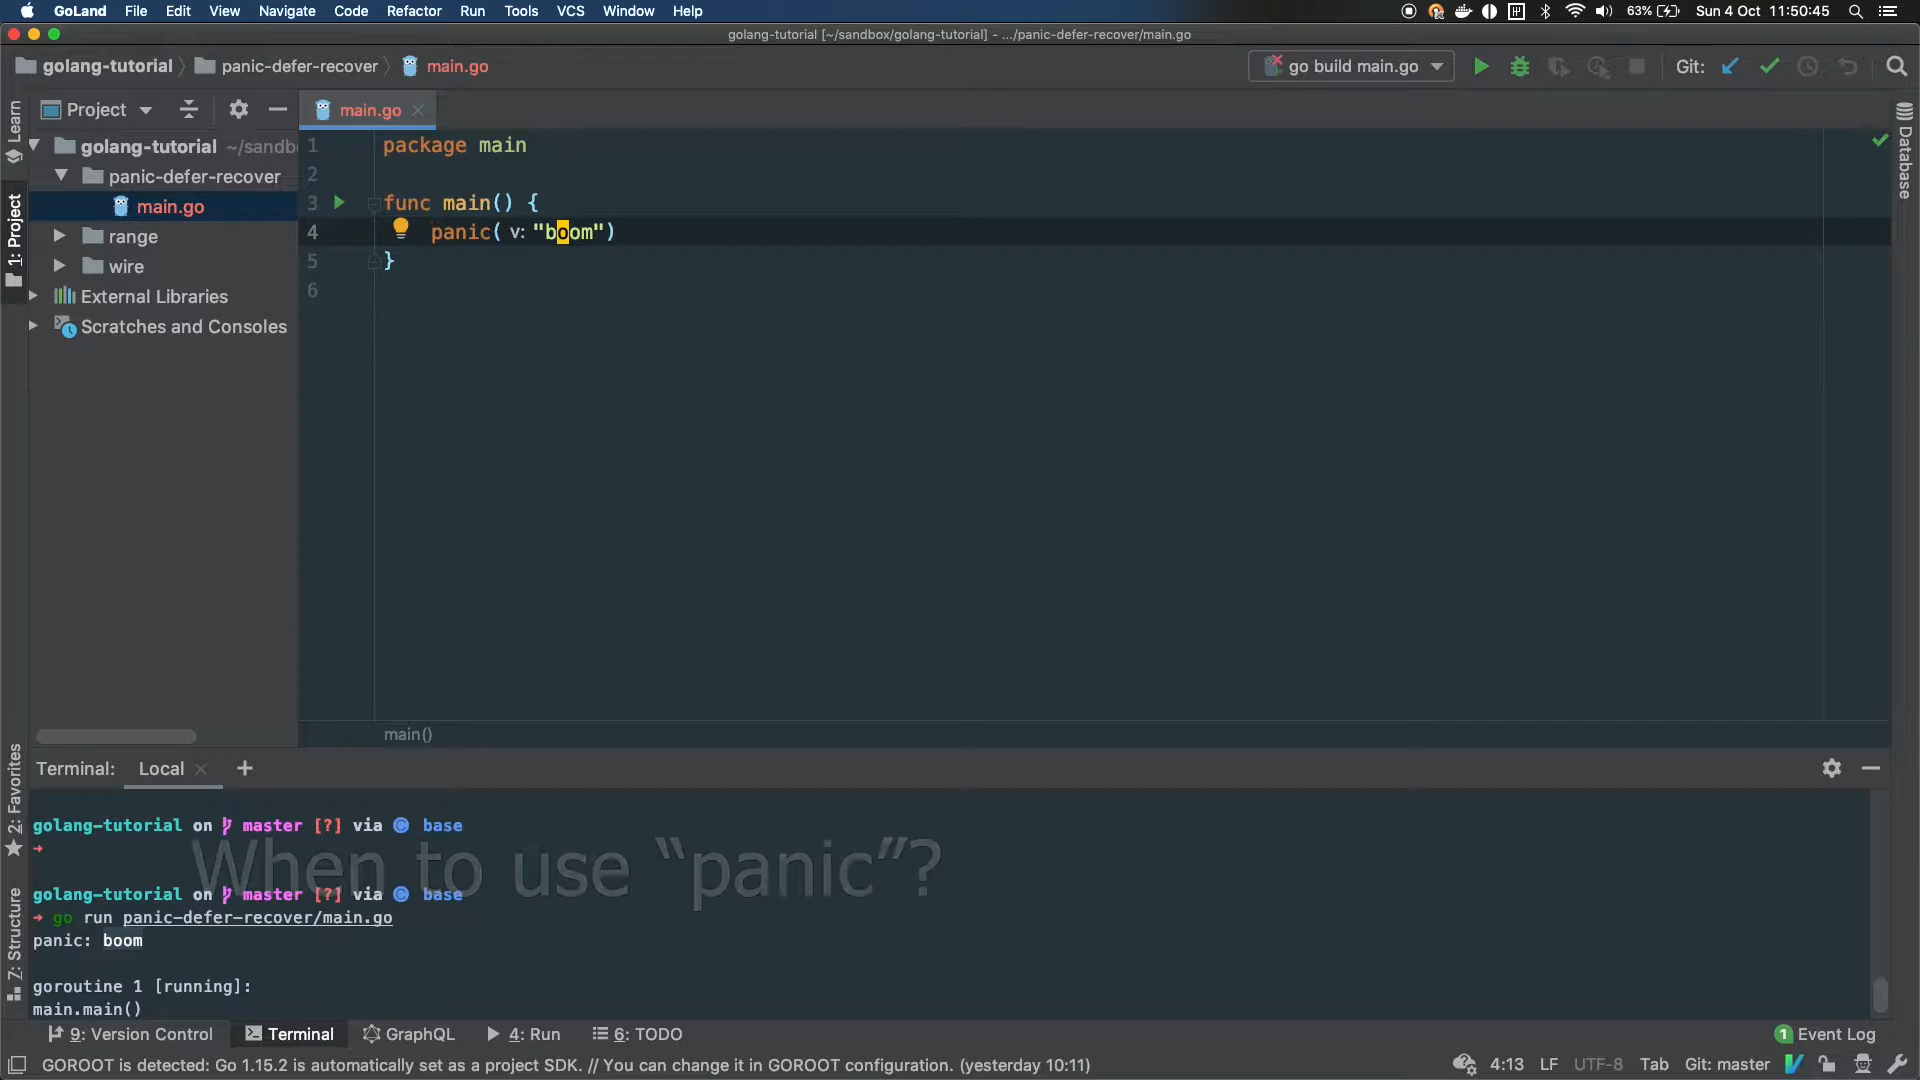 GoLand File Edit View Navigate Code Refactor Run Tools VCS Window Help 63% Sun 4 Oct 11:50:45
golang-tutorial [~/sandbox/golang-tutorial] - .../panic-defer-recover/main.go
golang-tutorial panic-defer-recover main.go go build main.go Git:
Learn
1: Project
2: Favorites
7: Structure
Database
Project
golang-tutorial ~/sandb
panic-defer-recover
main.go
range
wire
External Libraries
Scratches and Consoles
main.go
1 package main
2
3 func main() {
4 panic( v: "boom")
5 }
6
main()
Terminal: Local
golang-tutorial on master [?] via base
➜
When to use “panic”?
golang-tutorial on master [?] via base
➜ go run panic-defer-recover/main.go
panic: boom
goroutine 1 [running]:
main.main()
9: Version Control Terminal GraphQL 4: Run 6: TODO 1 Event Log
GOROOT is detected: Go 1.15.2 is automatically set as a project SDK. // You can change it in GOROOT configuration. (yesterday 10:11) 4:13 LF UTF-8 Tab Git: master